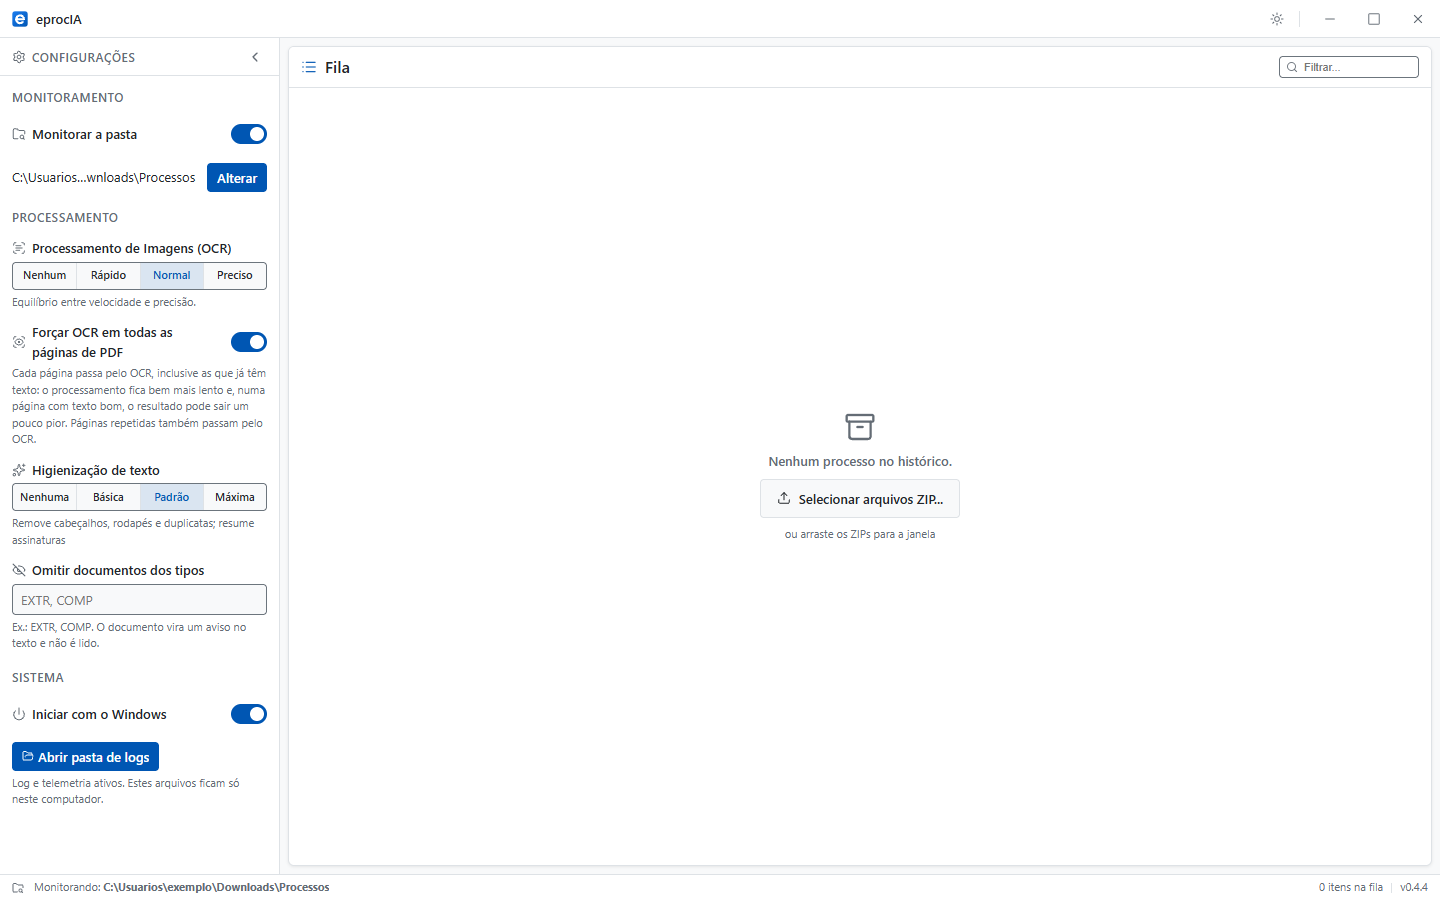 eprocIA
CONFIGURAÇÕES
MONITORAMENTO
Monitorar a pasta
C:\Usuarios...wnloads\Processos
Alterar
PROCESSAMENTO
Processamento de Imagens (OCR)
Nenhum Rápido Normal Preciso
Equilíbrio entre velocidade e precisão.
Forçar OCR em todas as
páginas de PDF
Cada página passa pelo OCR, inclusive as que já têm
texto: o processamento fica bem mais lento e, numa
página com texto bom, o resultado pode sair um
pouco pior. Páginas repetidas também passam pelo
OCR.
Higienização de texto
Nenhuma Básica Padrão Máxima
Remove cabeçalhos, rodapés e duplicatas; resume
assinaturas
Omitir documentos dos tipos
EXTR, COMP
Ex.: EXTR, COMP. O documento vira um aviso no
texto e não é lido.
SISTEMA
Iniciar com o Windows
Abrir pasta de logs
Log e telemetria ativos. Estes arquivos ficam só
neste computador.
Fila
Filtrar...
Nenhum processo no histórico.
Selecionar arquivos ZIP...
ou arraste os ZIPs para a janela
Monitorando: C:\Usuarios\exemplo\Downloads\Processos
0 itens na fila
v0.4.4